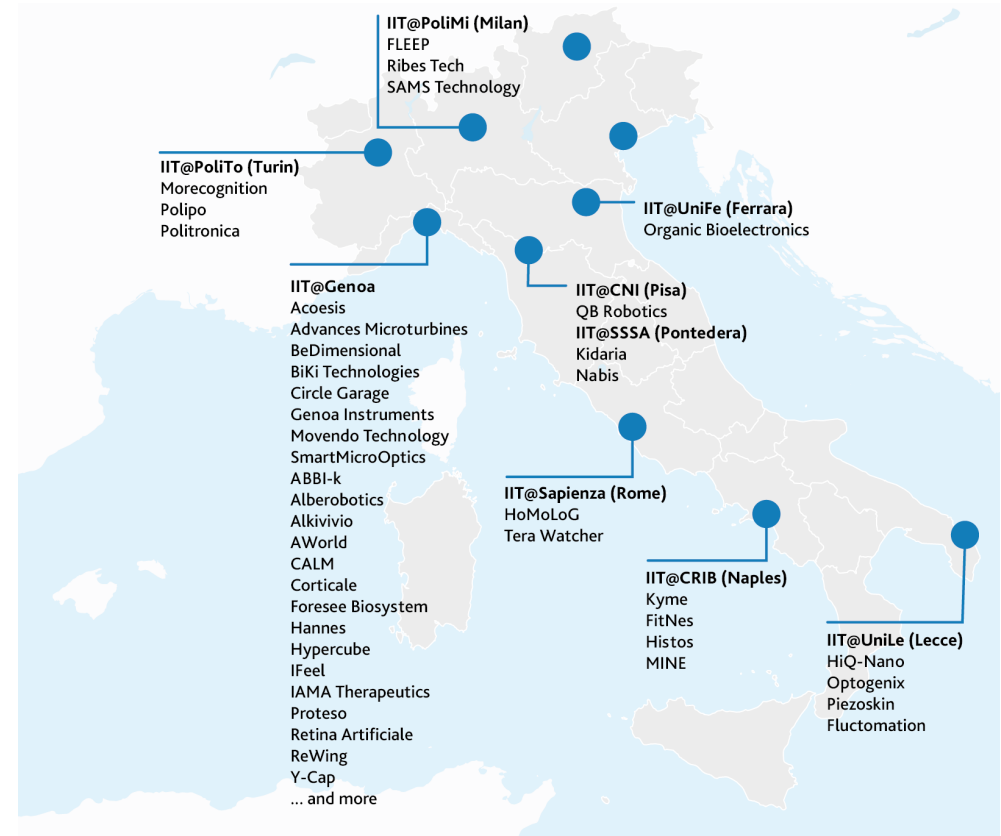 IIT@PoliMi (Milan)
FLEEP
Ribes Tech
SAMS Technology
IIT@PoliTo (Turin)
Morecognition
Polipo
Politronica
IIT@UniFe (Ferrara)
Organic Bioelectronics
IIT@Genoa
Acoesis
Advances Microturbines
BeDimensional
BiKi Technologies
Circle Garage
Genoa Instruments
Movendo Technology
SmartMicroOptics
ABBI-k
Alberobotics
Alkivivio
AWorld
CALM
Corticale
Foresee Biosystem
Hannes
Hypercube
IFeel
IAMA Therapeutics
Proteso
Retina Artificiale
ReWing
Y-Cap
... and more
IIT@CNI (Pisa)
QB Robotics
IIT@SSSA (Pontedera)
Kidaria
Nabis
IIT@Sapienza (Rome)
HoMoLoG
Tera Watcher
IIT@CRIB (Naples)
Kyme
FitNes
Histos
MINE
IIT@UniLe (Lecce)
HiQ-Nano
Optogenix
Piezoskin
Fluctomation